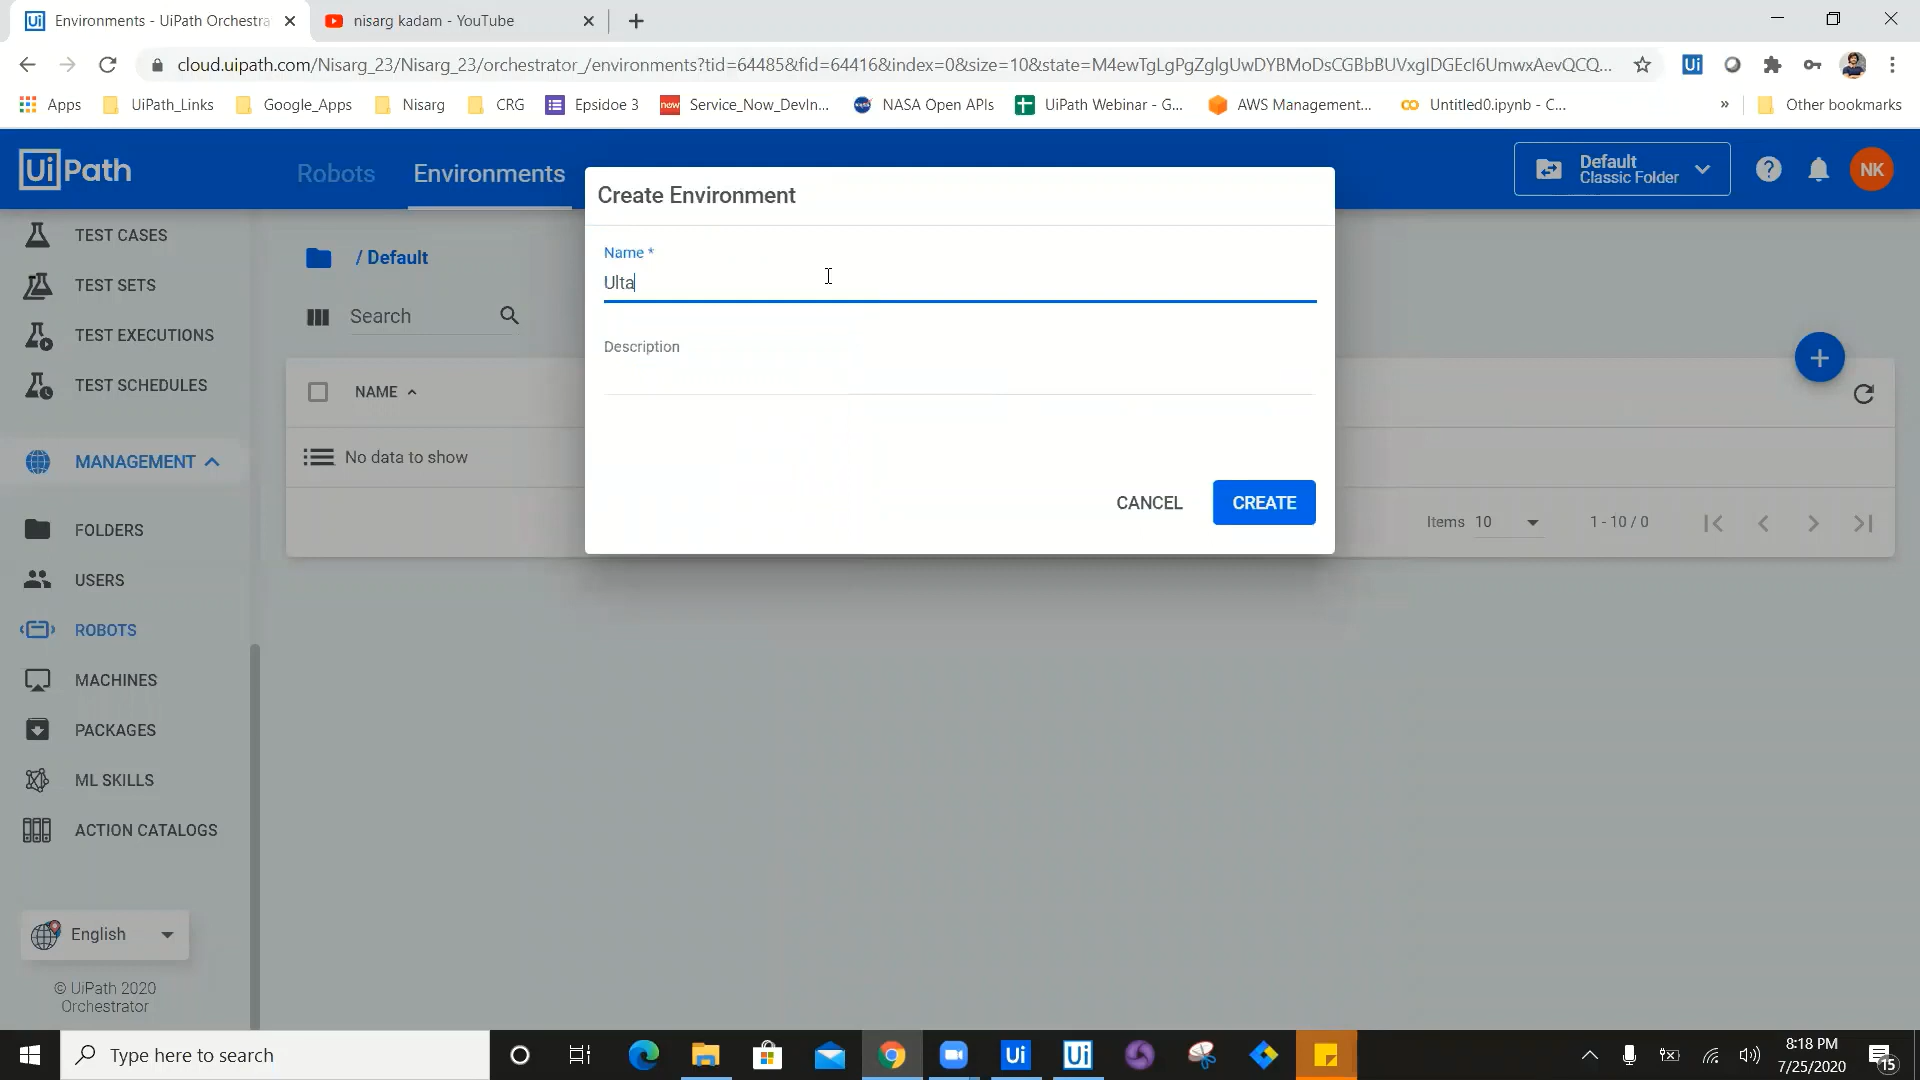 Environments - UiPath Orchestra
nisarg kadam - YouTube
cloud.uipath.com/Nisarg_23/Nisarg_23/orchestrator_/environments?tid=64485&fid=64416&index=0&size=10&state=M4ewTgLgPgZglgUwDYBMoDsCGBbBUVxglDGEcl6UmwxAevQCQ...
Apps
UiPath_Links
Google_Apps
Nisarg
CRG
Epsidoe 3
Service_Now_DevIn...
NASA Open APIs
UiPath Webinar - G...
AWS Management...
Untitled0.ipynb - C...
»
Other bookmarks
UiPath
Robots
Environments
Default
Classic Folder
NK
TEST CASES
TEST SETS
TEST EXECUTIONS
TEST SCHEDULES
MANAGEMENT
FOLDERS
USERS
ROBOTS
MACHINES
PACKAGES
ML SKILLS
ACTION CATALOGS
English
© UiPath 2020
Orchestrator
/ Default
Search
NAME
No data to show
Items 10
1 - 10 / 0
Create Environment
Name *
Ulta
Description
CANCEL
CREATE
Type here to search
8:18 PM
7/25/2020
15